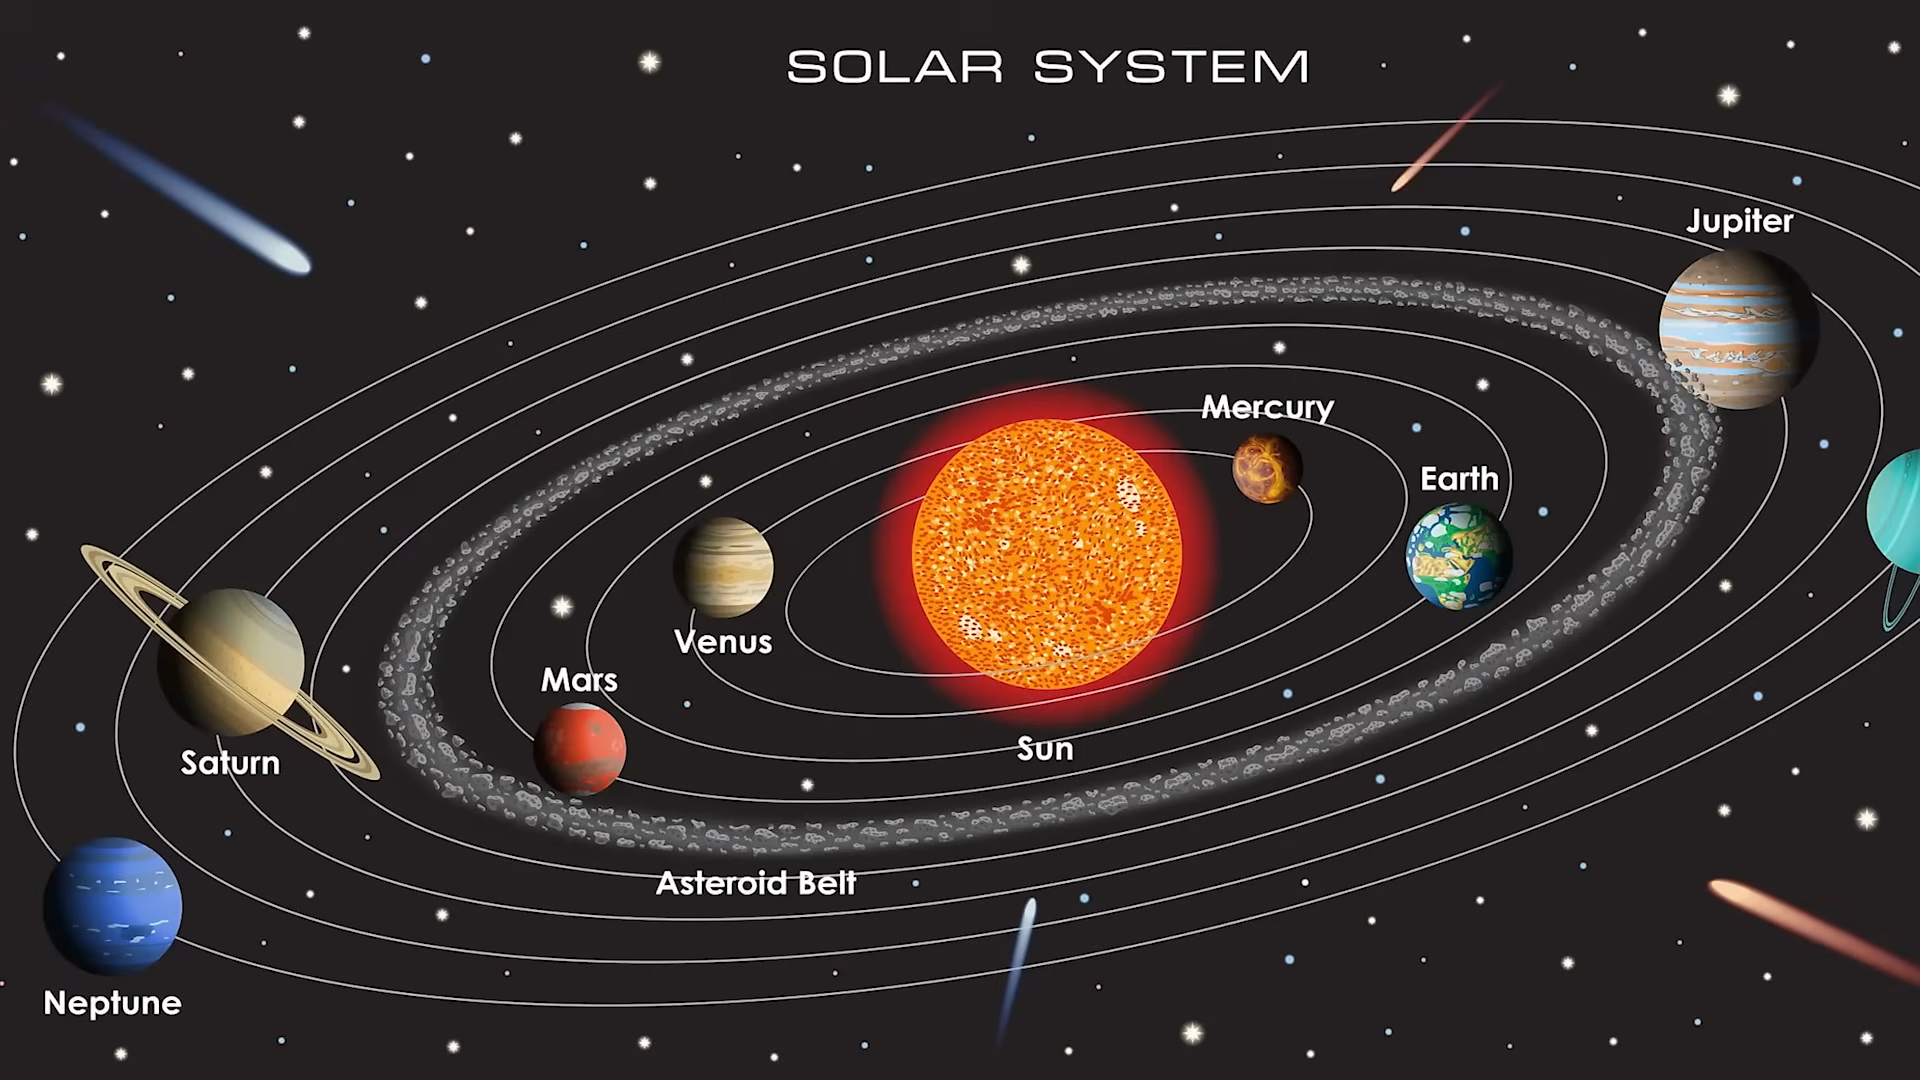 SOLAR SYSTEM
Jupiter
Mercury
Earth
Venus
Mars
Sun
Saturn
Asteroid Belt
Neptune